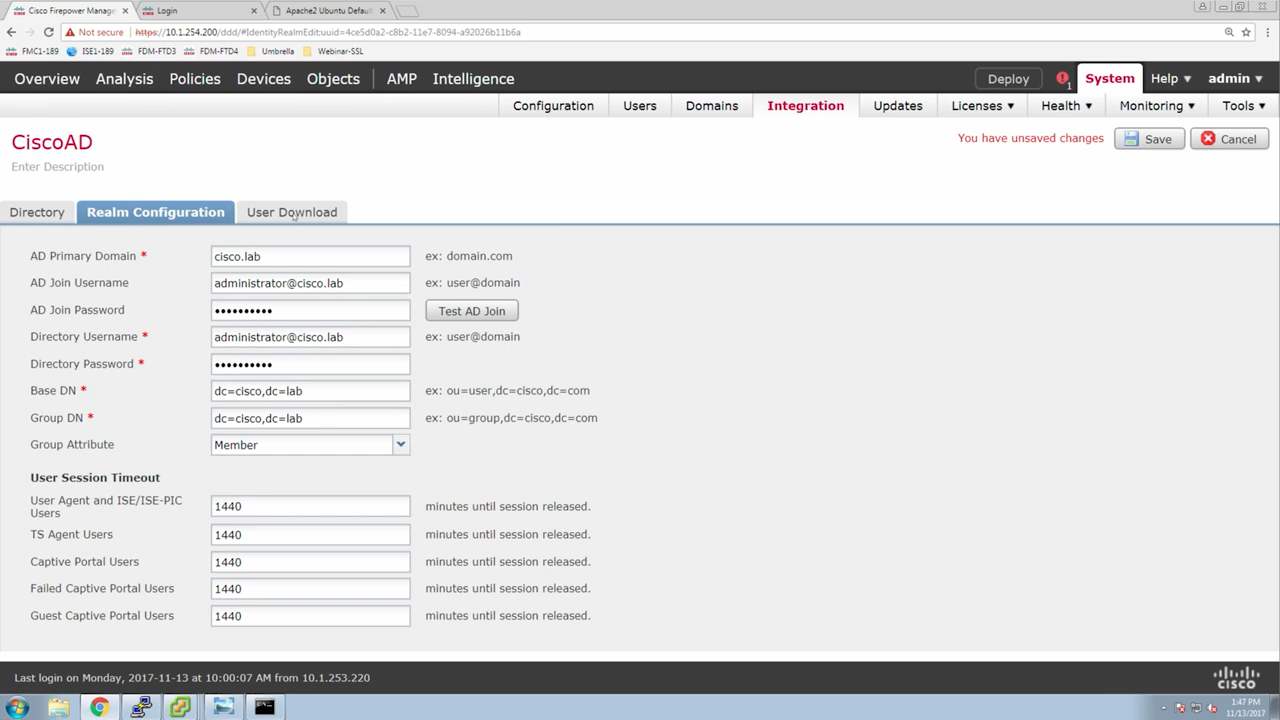 Cisco Firepower Manage
Login
Apache2 Ubuntu Defaul
Not secure https://10.1.254.200/ddd/#IdentityRealmEdit:uuid=4ce5d0a2-c8b2-11e7-8094-a92026b11b6a
FMC1-189 ISE1-189 FDM-FTD3 FDM-FTD4 Umbrella Webinar-SSL
Overview Analysis Policies Devices Objects AMP Intelligence Deploy 1 System Help admin
Configuration Users Domains Integration Updates Licenses Health Monitoring Tools
CiscoAD
You have unsaved changes Save Cancel
Enter Description
Directory Realm Configuration User Download
AD Primary Domain * cisco.lab ex: domain.com
AD Join Username administrator@cisco.lab ex: user@domain
AD Join Password •••••••••• Test AD Join
Directory Username * administrator@cisco.lab ex: user@domain
Directory Password * ••••••••••
Base DN * dc=cisco,dc=lab ex: ou=user,dc=cisco,dc=com
Group DN * dc=cisco,dc=lab ex: ou=group,dc=cisco,dc=com
Group Attribute Member
User Session Timeout
User Agent and ISE/ISE-PIC
Users 1440 minutes until session released.
TS Agent Users 1440 minutes until session released.
Captive Portal Users 1440 minutes until session released.
Failed Captive Portal Users 1440 minutes until session released.
Guest Captive Portal Users 1440 minutes until session released.
Last login on Monday, 2017-11-13 at 10:00:07 AM from 10.1.253.220
CISCO
1:47 PM
11/13/2017